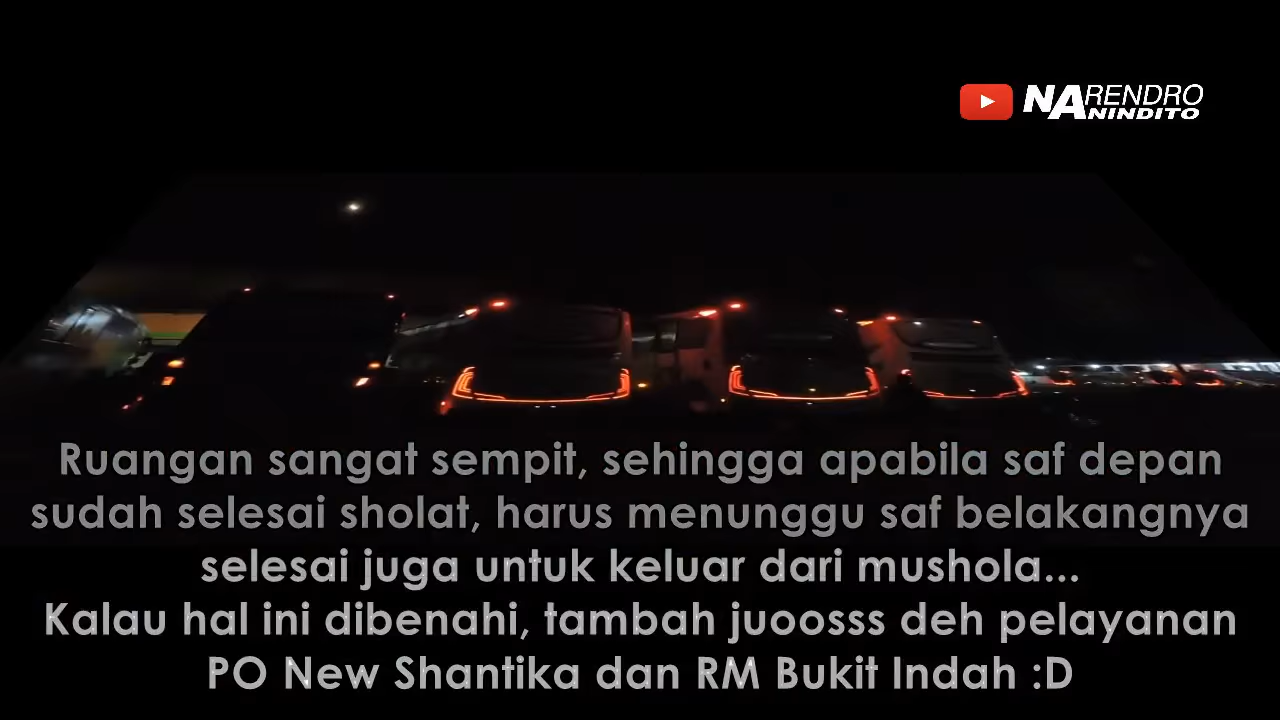 NARENDRO
NANINDITO
Ruangan sangat sempit, sehingga apabila saf depan
sudah selesai sholat, harus menunggu saf belakangnya
selesai juga untuk keluar dari mushola...
Kalau hal ini dibenahi, tambah juoosss deh pelayanan
PO New Shantika dan RM Bukit Indah :D